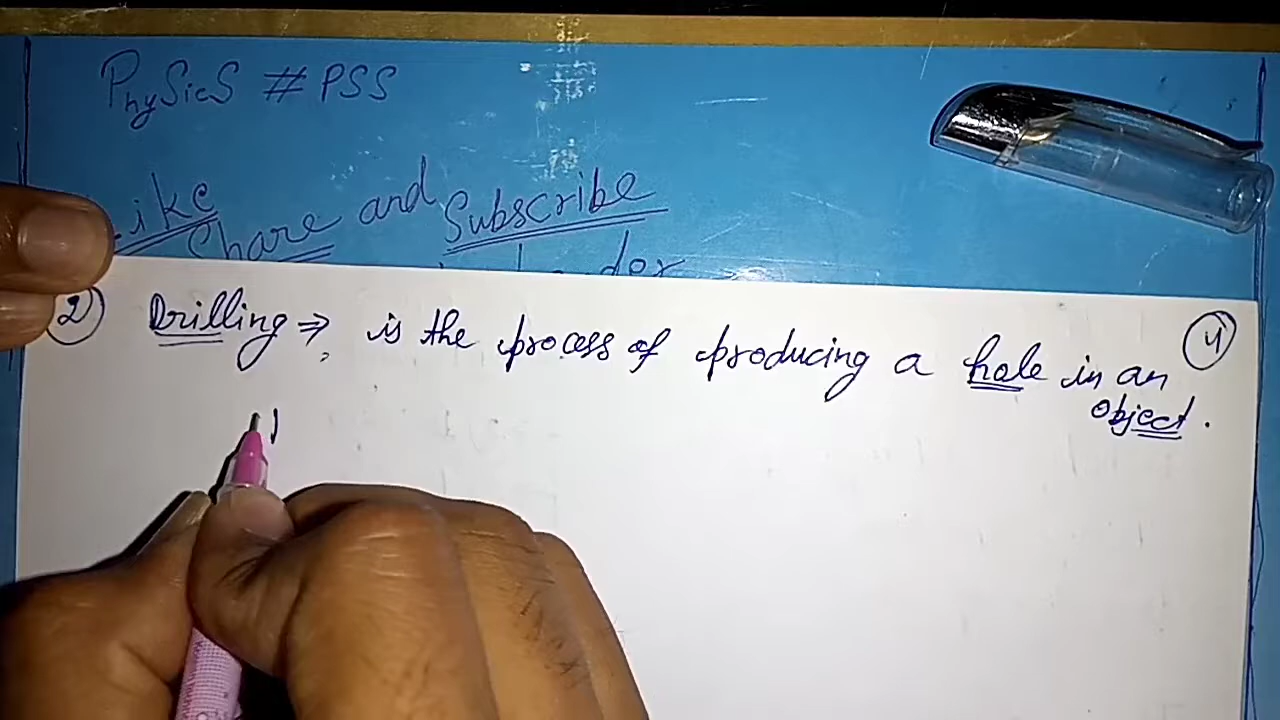 PhySicS # PSS
Like
Share and Subscribe
② Drilling ⇒ is the process of producing a hole in an
object.
④